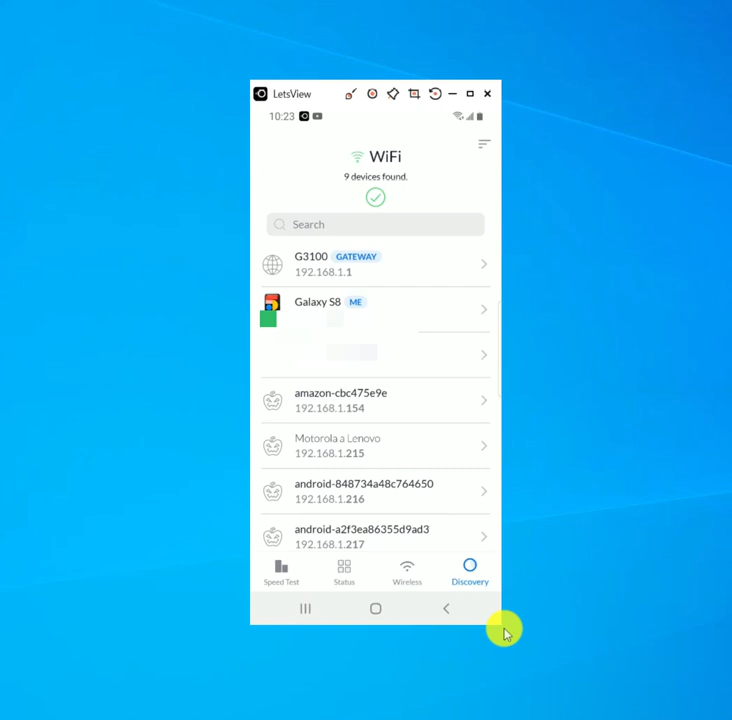 LetsView
10:23
WiFi
9 devices found.
Search
G3100 GATEWAY
192.168.1.1
Galaxy S8 ME
amazon-cbc475e9e
192.168.1.154
Motorola a Lenovo
192.168.1.215
android-848734a48c764650
192.168.1.216
android-a2f3ea86355d9ad3
192.168.1.217
Speed Test Status Wireless Discovery